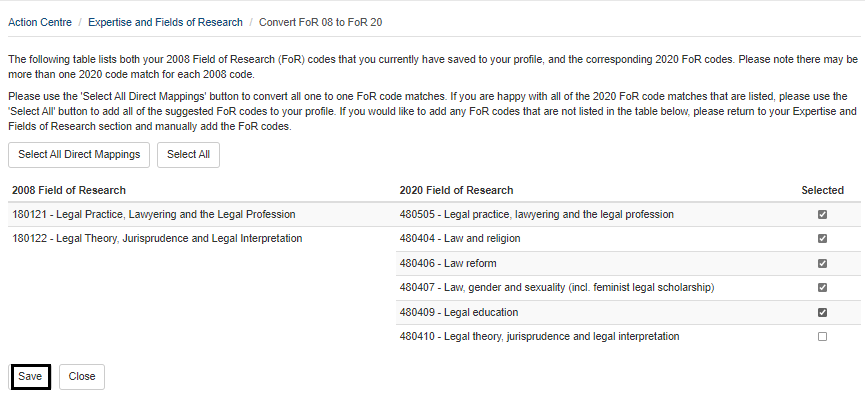 Action Centre / Expertise and Fields of Research / Convert FoR 08 to FoR 20
The following table lists both your 2008 Field of Research (FoR) codes that you currently have saved to your profile, and the corresponding 2020 FoR codes. Please note there may be
more than one 2020 code match for each 2008 code.
Please use the 'Select All Direct Mappings' button to convert all one to one FoR code matches. If you are happy with all of the 2020 FoR code matches that are listed, please use the
'Select All' button to add all of the suggested FoR codes to your profile. If you would like to add any FoR codes that are not listed in the table below, please return to your Expertise and
Fields of Research section and manually add the FoR codes.
Select All Direct Mappings Select All
2008 Field of Research 2020 Field of Research Selected
180121 - Legal Practice, Lawyering and the Legal Profession 480505 - Legal practice, lawyering and the legal profession
180122 - Legal Theory, Jurisprudence and Legal Interpretation 480404 - Law and religion
480406 - Law reform
480407 - Law, gender and sexuality (incl. feminist legal scholarship)
480409 - Legal education
480410 - Legal theory, jurisprudence and legal interpretation
Save Close